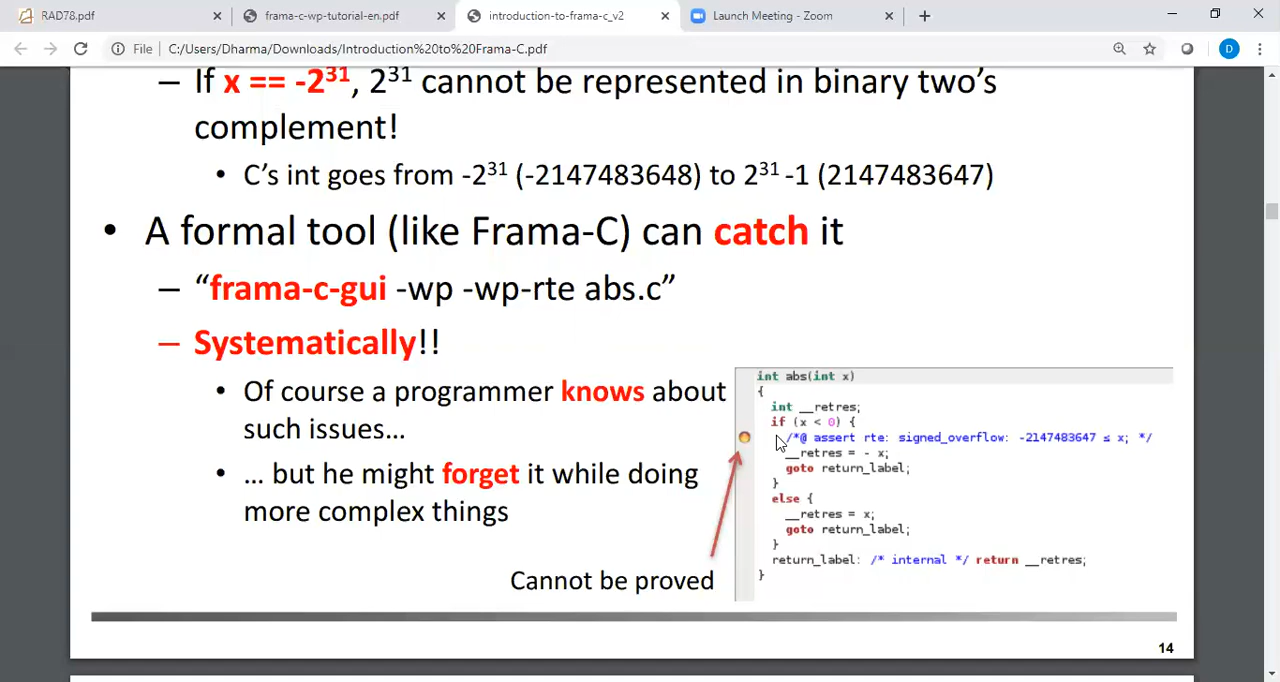 RAD78.pdf
frama-c-wp-tutorial-en.pdf
introduction-to-frama-c_v2
Launch Meeting - Zoom
File | C:/Users/Dharma/Downloads/Introduction%20to%20Frama-C.pdf
D
– If x == -2³¹, 2³¹ cannot be represented in binary two's
complement!
• C's int goes from -2³¹ (-2147483648) to 2³¹ -1 (2147483647)
• A formal tool (like Frama-C) can catch it
– “frama-c-gui -wp -wp-rte abs.c”
– Systematically!!
• Of course a programmer knows about
such issues…
• … but he might forget it while doing
more complex things
Cannot be proved
int abs(int x)
{
int __retres;
if (x < 0) {
/*@ assert rte: signed_overflow: -2147483647 ≤ x; */
__retres = - x;
goto return_label;
}
else {
__retres = x;
goto return_label;
}
return_label: /* internal */ return __retres;
}
14